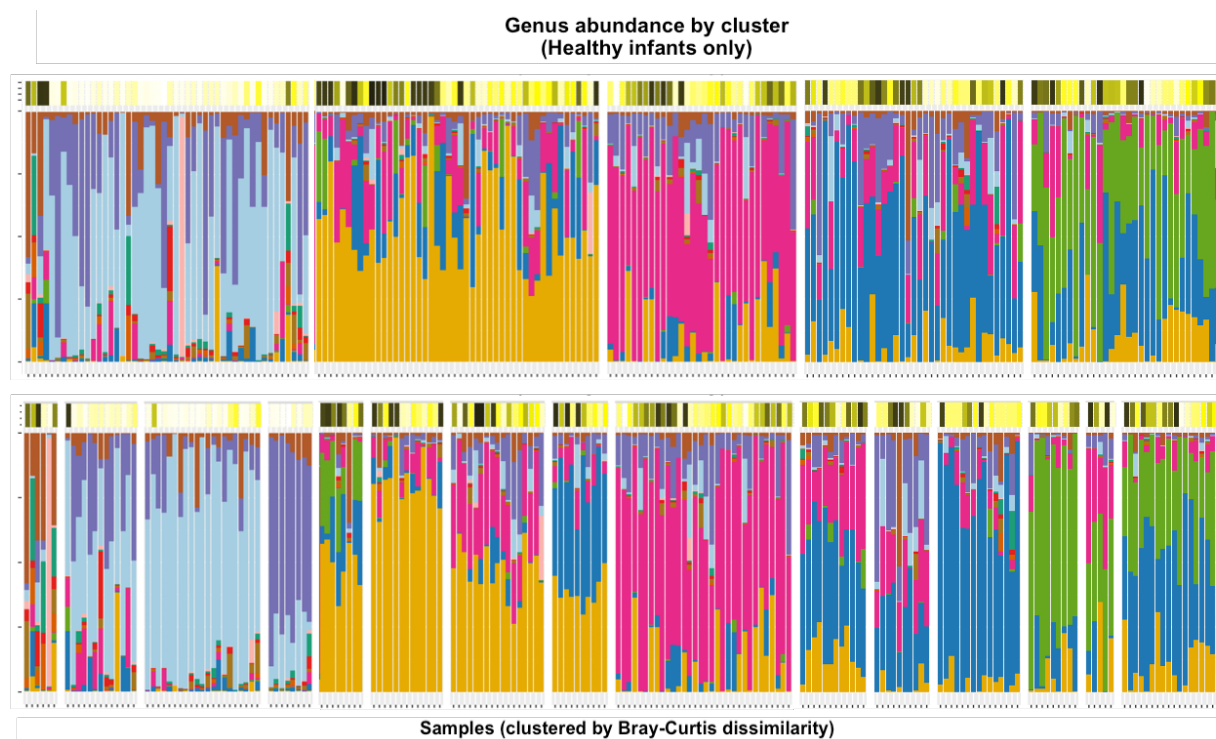 Genus abundance by cluster
(Healthy infants only)
Samples (clustered by Bray-Curtis dissimilarity)